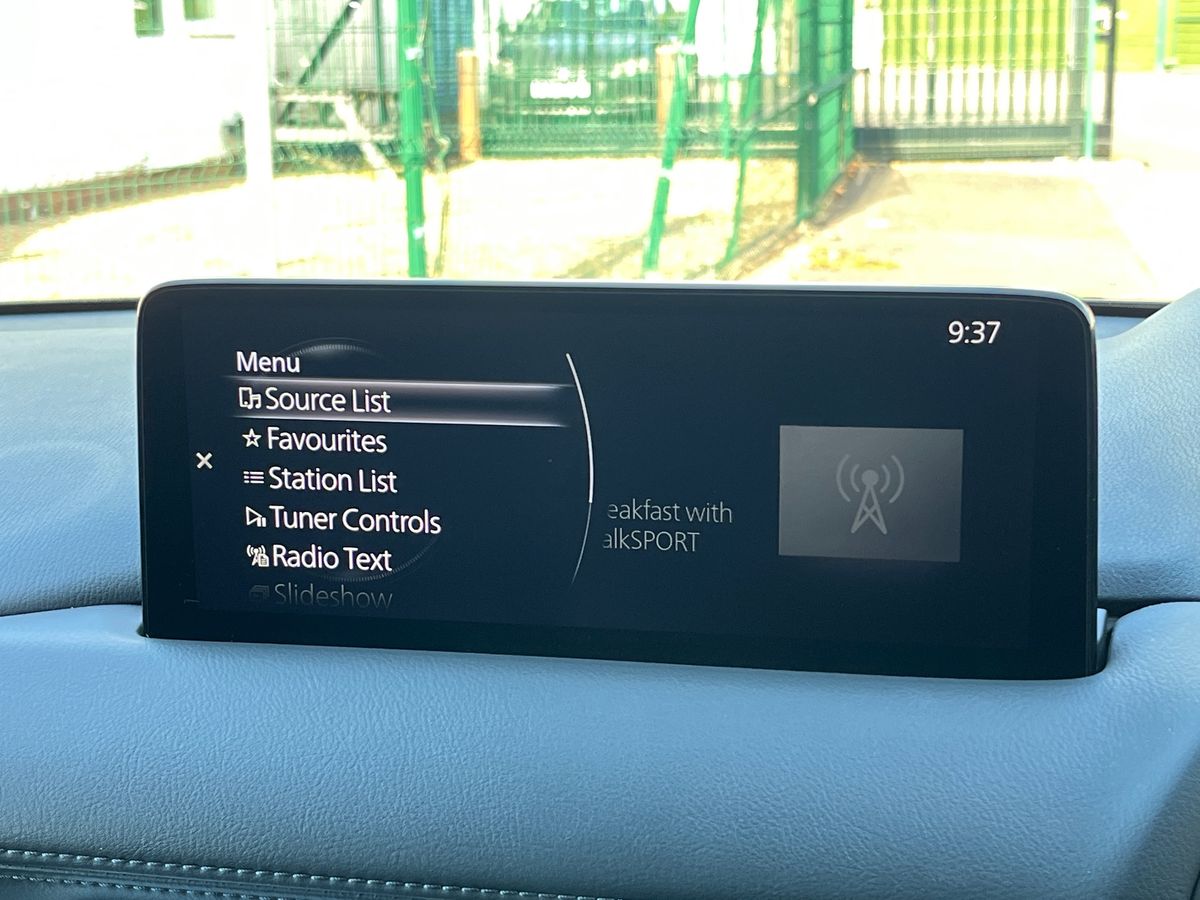 9:37
Menu
Source List
Favourites
Station List
Tuner Controls
Radio Text
Slideshow
eakfast with
alkSPORT